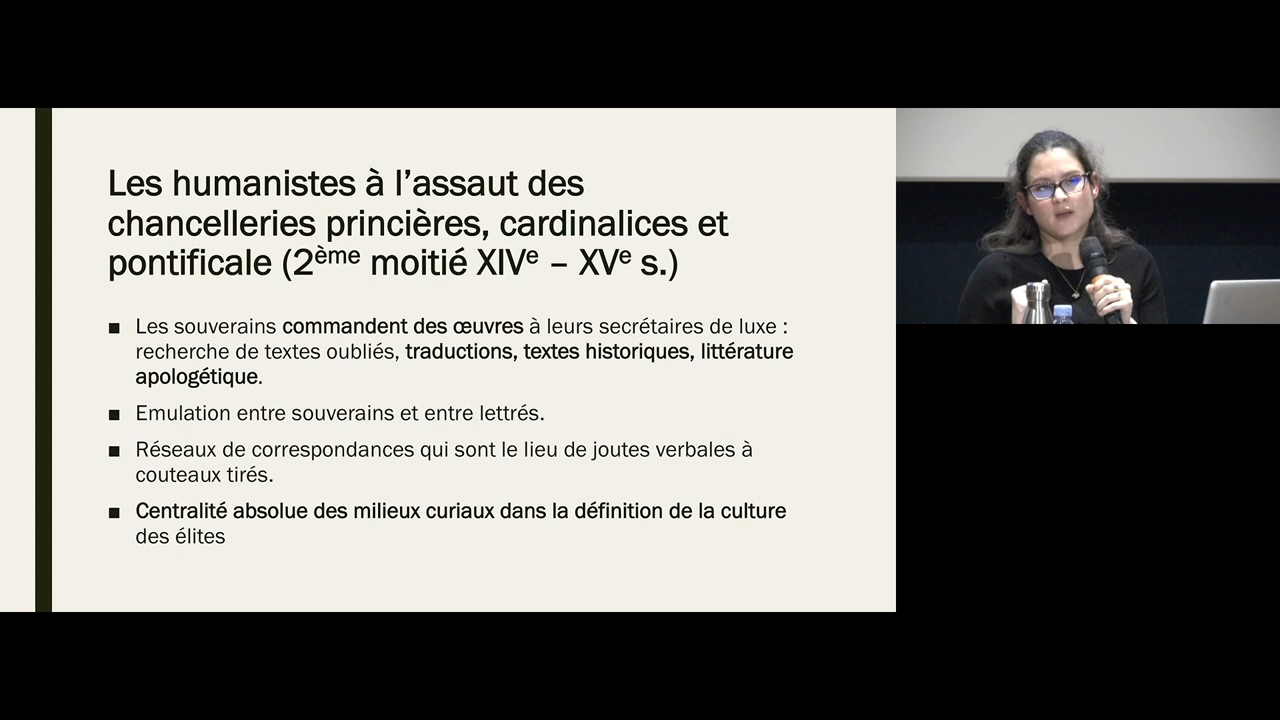 Les humanistes à l’assaut des
chancelleries princières, cardinalices et
pontificale (2ème moitié XIVe – XVe s.)
■ Les souverains commandent des œuvres à leurs secrétaires de luxe :
recherche de textes oubliés, traductions, textes historiques, littérature
apologétique.
■ Emulation entre souverains et entre lettrés.
■ Réseaux de correspondances qui sont le lieu de joutes verbales à
couteaux tirés.
■ Centralité absolue des milieux curiaux dans la définition de la culture
des élites